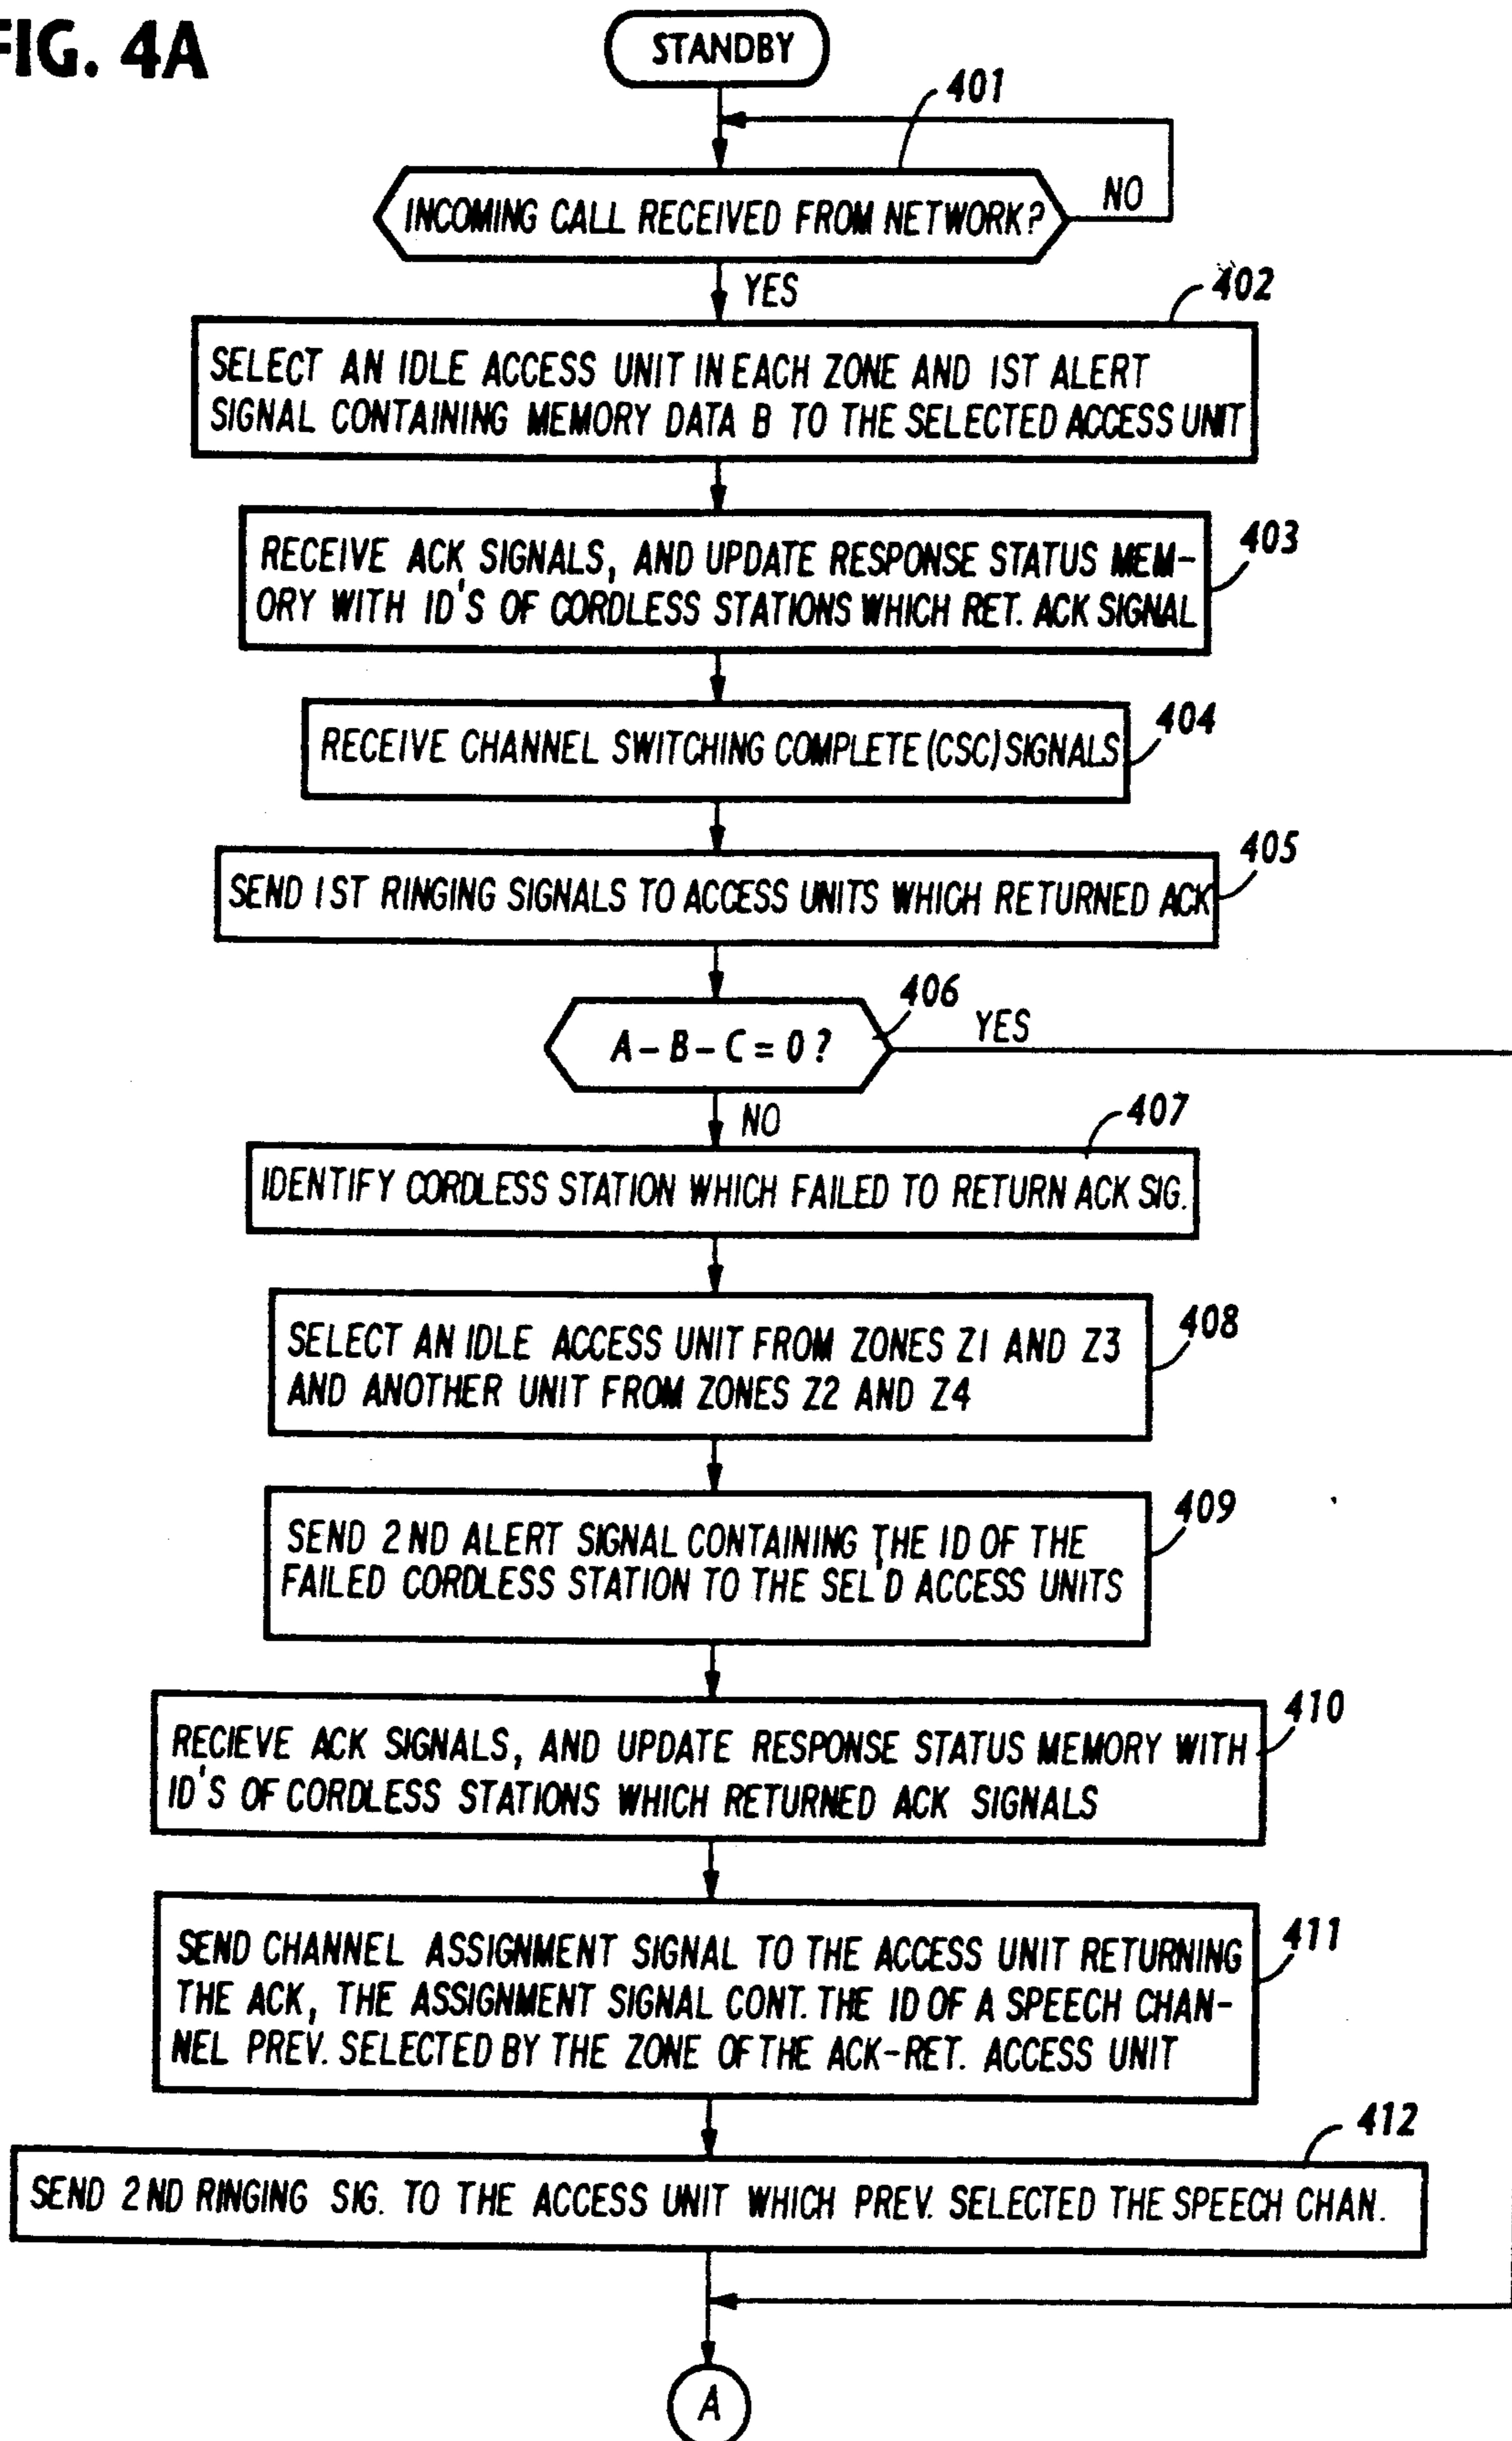 FIG. 4A
STANDBY
401
INCOMING CALL RECEIVED FROM NETWORK?
NO
YES
402
SELECT AN IDLE ACCESS UNIT IN EACH ZONE AND 1ST ALERT
SIGNAL CONTAINING MEMORY DATA B TO THE SELECTED ACCESS UNIT
403
RECEIVE ACK SIGNALS, AND UPDATE RESPONSE STATUS MEM-
ORY WITH ID'S OF CORDLESS STATIONS WHICH RET. ACK SIGNAL
404
RECEIVE CHANNEL SWITCHING COMPLETE (CSC) SIGNALS
405
SEND 1ST RINGING SIGNALS TO ACCESS UNITS WHICH RETURNED ACK
406
A-B-C=0?
YES
NO
407
IDENTIFY CORDLESS STATION WHICH FAILED TO RETURN ACK SIG.
408
SELECT AN IDLE ACCESS UNIT FROM ZONES Z1 AND Z3
AND ANOTHER UNIT FROM ZONES Z2 AND Z4
409
SEND 2ND ALERT SIGNAL CONTAINING THE ID OF THE
FAILED CORDLESS STATION TO THE SEL'D ACCESS UNITS
410
RECIEVE ACK SIGNALS, AND UPDATE RESPONSE STATUS MEMORY WITH
ID'S OF CORDLESS STATIONS WHICH RETURNED ACK SIGNALS
411
SEND CHANNEL ASSIGNMENT SIGNAL TO THE ACCESS UNIT RETURNING
THE ACK, THE ASSIGNMENT SIGNAL CONT. THE ID OF A SPEECH CHAN-
NEL PREV. SELECTED BY THE ZONE OF THE ACK-RET. ACCESS UNIT
412
SEND 2ND RINGING SIG. TO THE ACCESS UNIT WHICH PREV. SELECTED THE SPEECH CHAN.
A